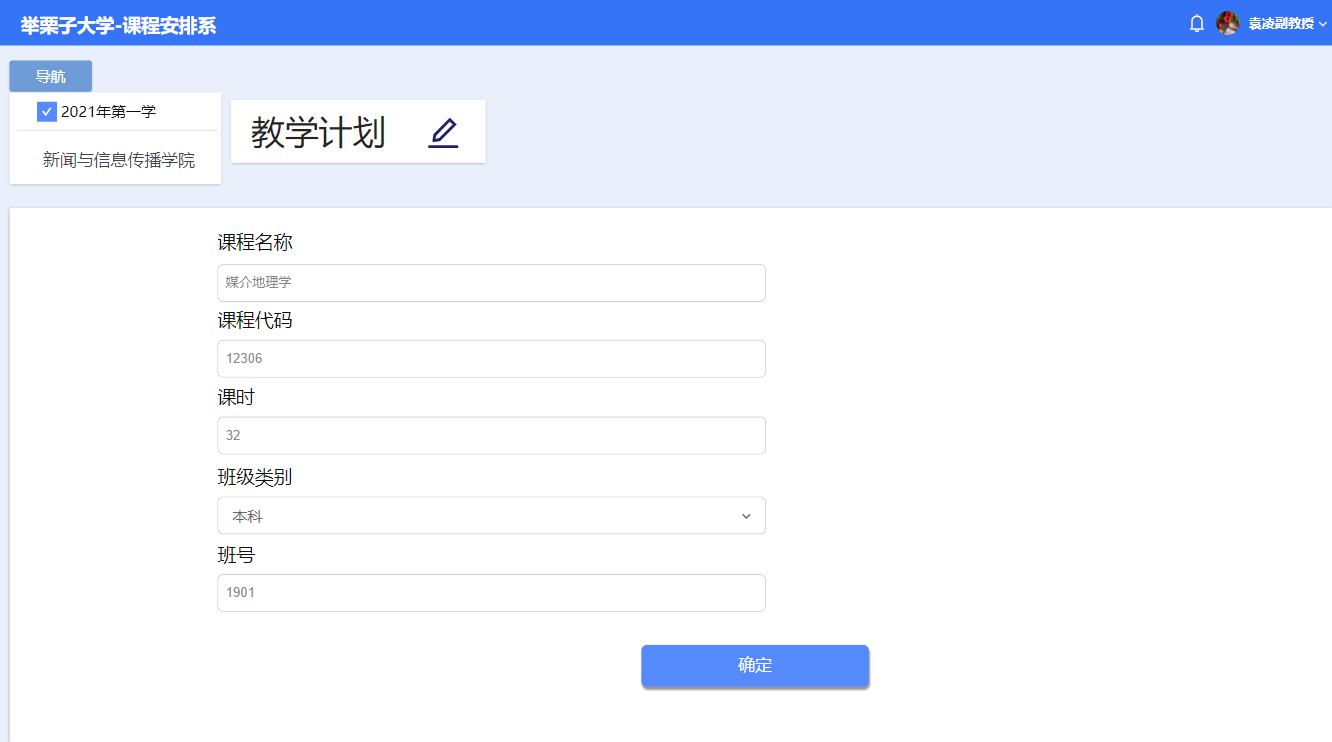 举栗子大学-课程安排系
袁凌副教授
导航
2021年第一学
新闻与信息传播学院
教学计划
课程名称
媒介地理学
课程代码
12306
课时
32
班级类别
本科
班号
1901
确定